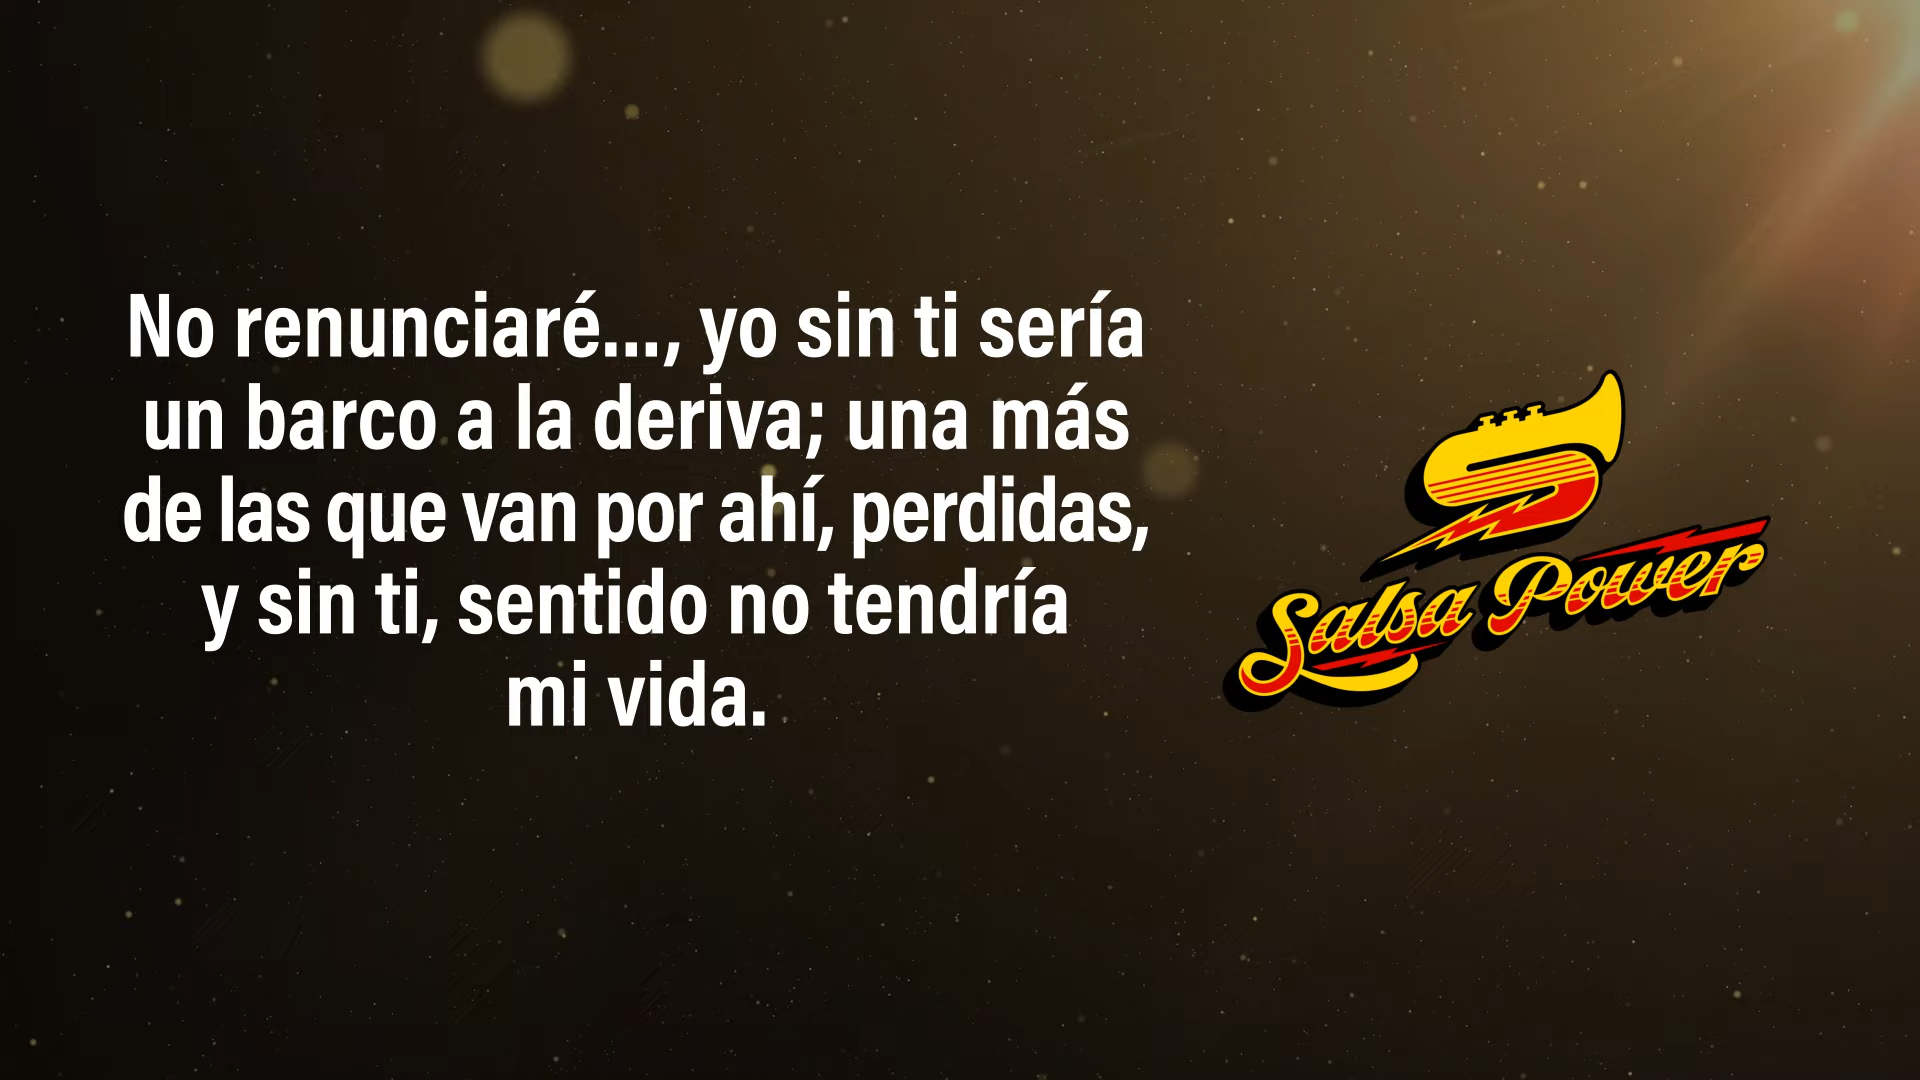 No renunciaré..., yo sin ti sería
un barco a la deriva; una más
de las que van por ahí, perdidas,
y sin ti, sentido no tendría
mi vida.
Salsa Power